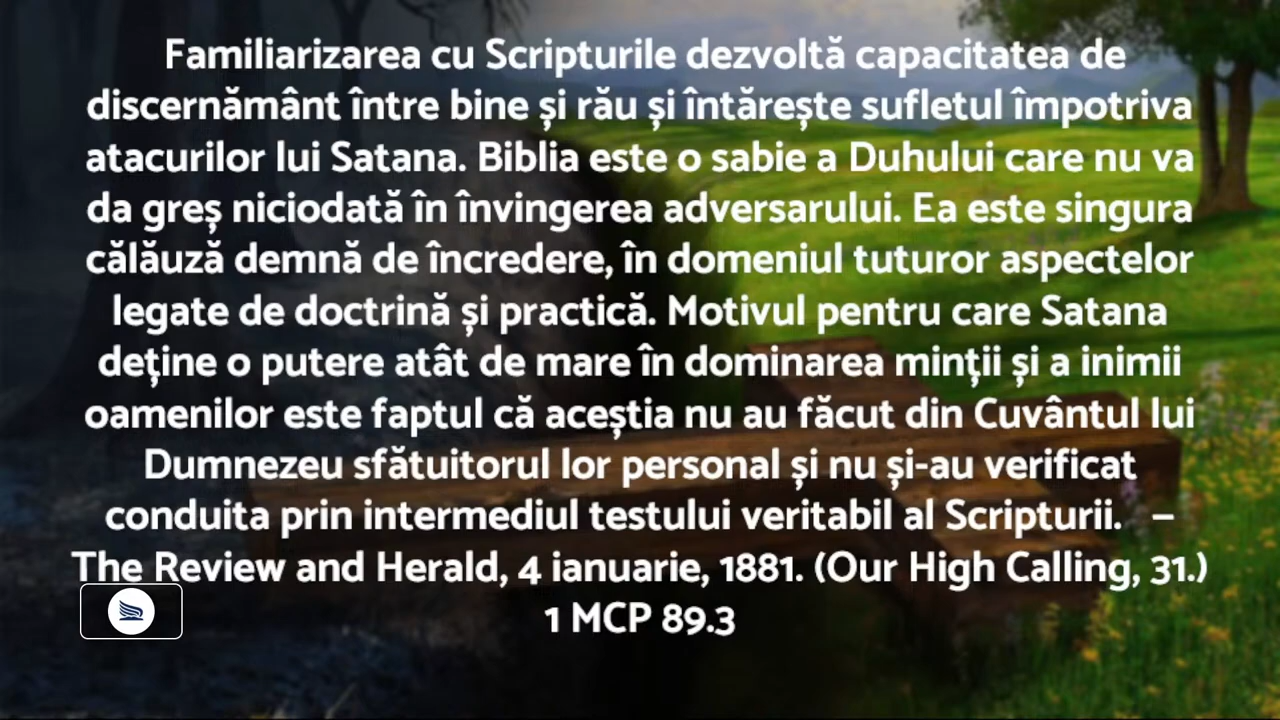 Familiarizarea cu Scripturile dezvoltă capacitatea de
discernământ între bine și rău și întărește sufletul împotriva
atacurilor lui Satana. Biblia este o sabie a Duhului care nu va
da greș niciodată în învingerea adversarului. Ea este singura
călăuză demnă de încredere, în domeniul tuturor aspectelor
legate de doctrină și practică. Motivul pentru care Satana
deține o putere atât de mare în dominarea minții și a inimii
oamenilor este faptul că aceștia nu au făcut din Cuvântul lui
Dumnezeu sfătuitorul lor personal și nu și-au verificat
conduita prin intermediul testului veritabil al Scripturii. –
The Review and Herald, 4 ianuarie, 1881. (Our High Calling, 31.)
1 MCP 89.3